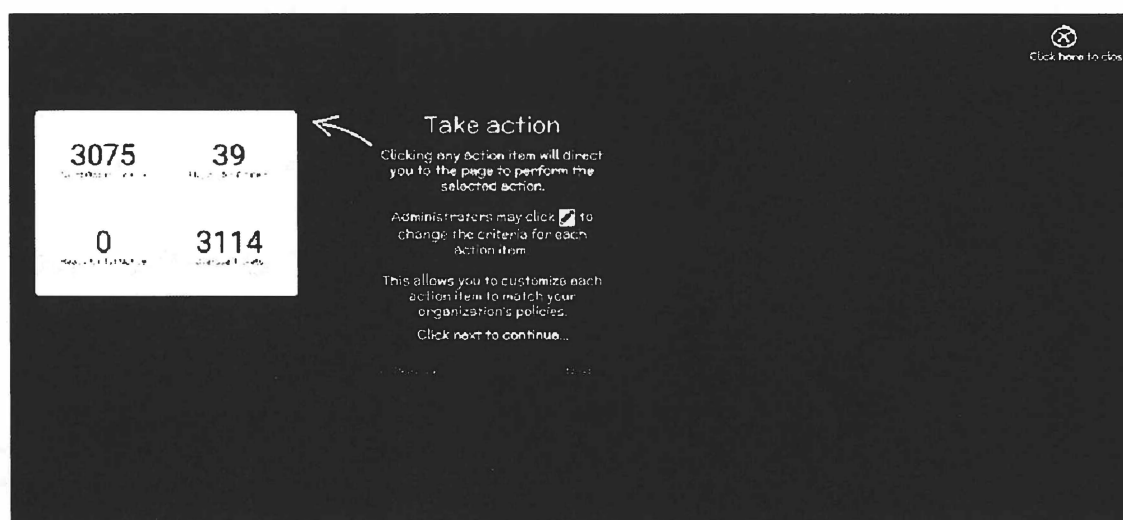 Click here to clos
Take action
3075
39
Clicking any action item will direct
you to the page to perform the
selected action.
0
3114
Administrators may click to
change the criteria for each
action item
This allows you to customize each
action item to match your
organization's policies.
Click next to continue...